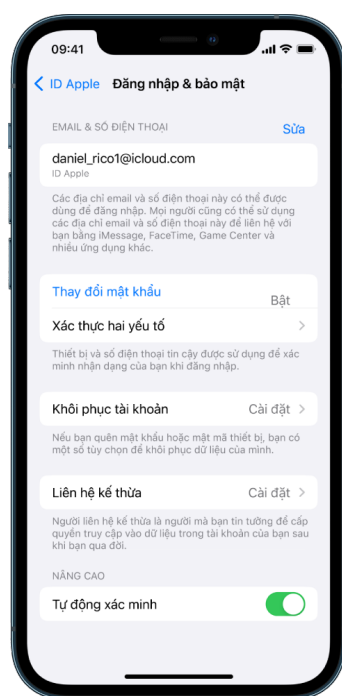 09:41
ID Apple Đăng nhập & bảo mật
EMAIL & SỐ ĐIỆN THOẠI Sửa
daniel_rico1@icloud.com
ID Apple
Các địa chỉ email và số điện thoại này có thể được
dùng để đăng nhập. Mọi người cũng có thể sử dụng
các địa chỉ email và số điện thoại này để liên hệ với
bạn bằng iMessage, FaceTime, Game Center và
nhiều ứng dụng khác.
Thay đổi mật khẩu
Bật
Xác thực hai yếu tố
Thiết bị và số điện thoại tin cậy được sử dụng để xác
minh nhận dạng của bạn khi đăng nhập.
Khôi phục tài khoản Cài đặt
Nếu bạn quên mật khẩu hoặc mật mã thiết bị, bạn có
một số tùy chọn để khôi phục dữ liệu của mình.
Liên hệ kế thừa Cài đặt
Người liên hệ kế thừa là người mà bạn tin tưởng để cấp
quyền truy cập vào dữ liệu trong tài khoản của bạn sau
khi bạn qua đời.
NÂNG CAO
Tự động xác minh